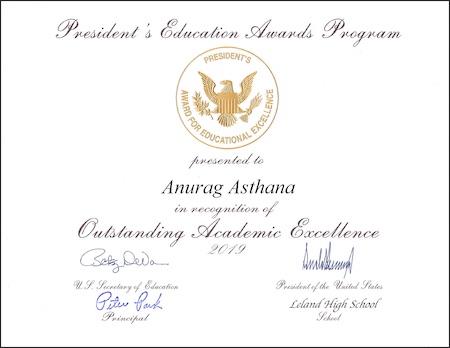 President's Education Awards Program
PRESIDENT'S
AWARD FOR EDUCATIONAL EXCELLENCE
presented to
Anurag Asthana
in recognition of
Outstanding Academic Excellence
2019
Betsy DeVos
U.S. Secretary of Education
President of the United States
Peter Park
Leland High School
Principal
School